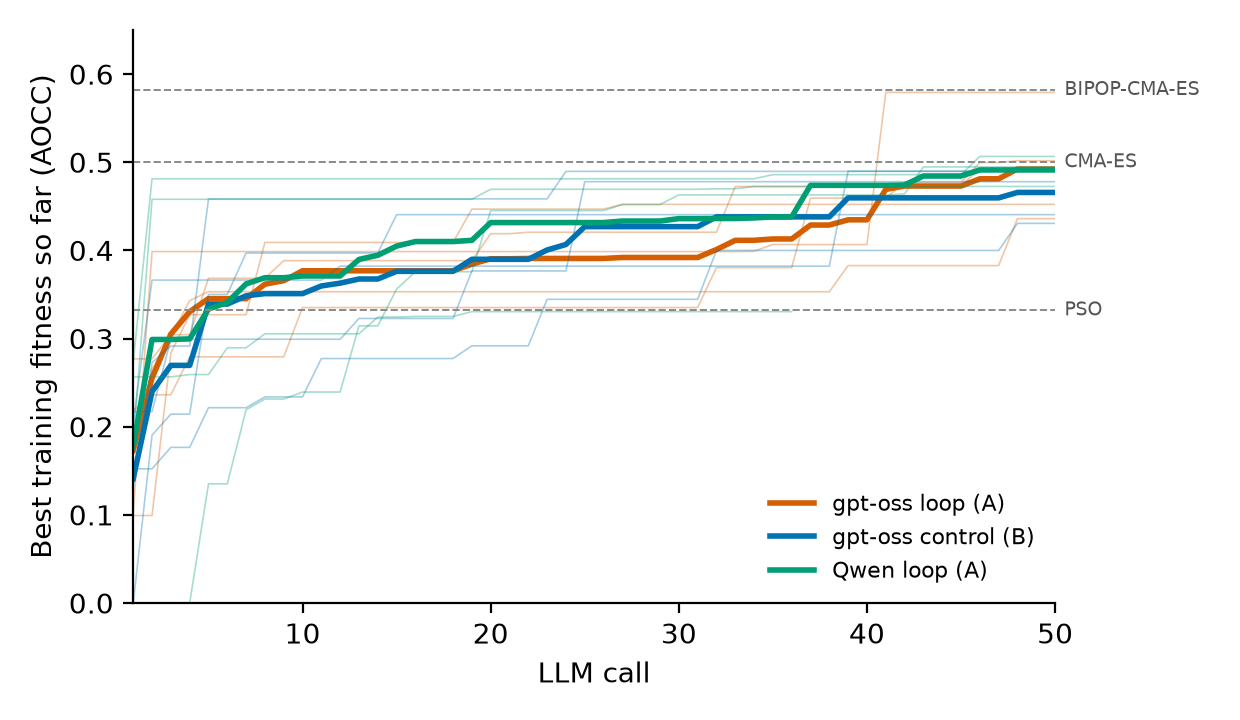 Best training fitness so far (AOCC)
0.6
0.5
0.4
0.3
0.2
0.1
0.0
BIPOP-CMA-ES
CMA-ES
PSO
gpt-oss loop (A)
gpt-oss control (B)
Qwen loop (A)
10
20
30
40
50
LLM call